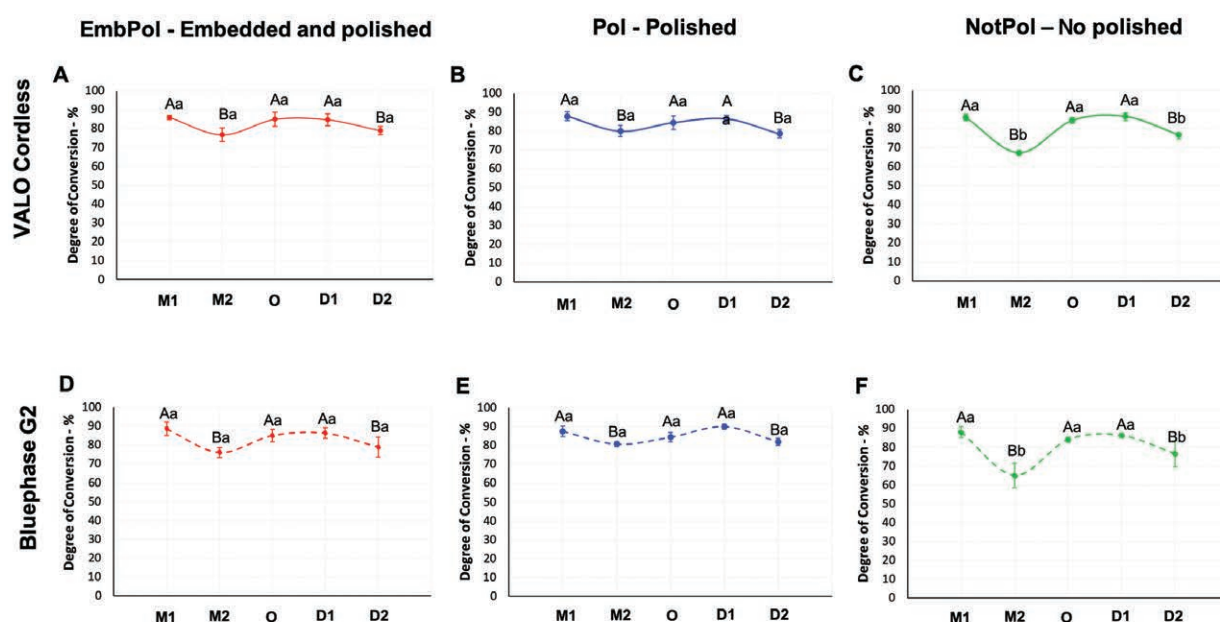 EmbPol - Embedded and polished
Pol - Polished
NotPol – No polished
VALO Cordless
A
Degree of Conversion - %
100
90
80
70
60
50
40
30
20
10
0
Aa
Ba
Aa
Aa
Ba
M1
M2
O
D1
D2
B
Degree of Conversion - %
100
90
80
70
60
50
40
30
20
10
0
Aa
Ba
Aa
A
a
Ba
M1
M2
O
D1
D2
C
Degree of Conversion - %
100
90
80
70
60
50
40
30
20
10
0
Aa
Bb
Aa
Aa
Bb
M1
M2
O
D1
D2
Bluephase G2
D
Degree of Conversion - %
100
90
80
70
60
50
40
30
20
10
0
Aa
Ba
Aa
Aa
Ba
M1
M2
O
D1
D2
E
Degree of Conversion - %
100
90
80
70
60
50
40
30
20
10
0
Aa
Ba
Aa
Aa
Ba
M1
M2
O
D1
D2
F
Degree of Conversion - %
100
90
80
70
60
50
40
30
20
10
0
Aa
Bb
Aa
Aa
Bb
M1
M2
O
D1
D2